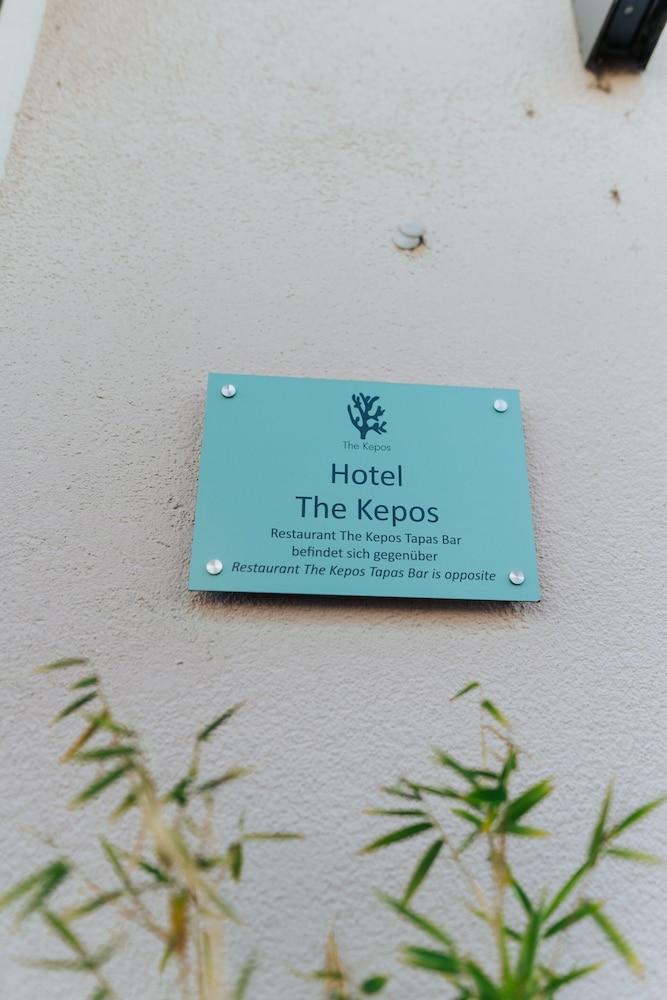 The Kepos
Hotel
The Kepos
Restaurant The Kepos Tapas Bar
befindet sich gegenüber
Restaurant The Kepos Tapas Bar is opposite